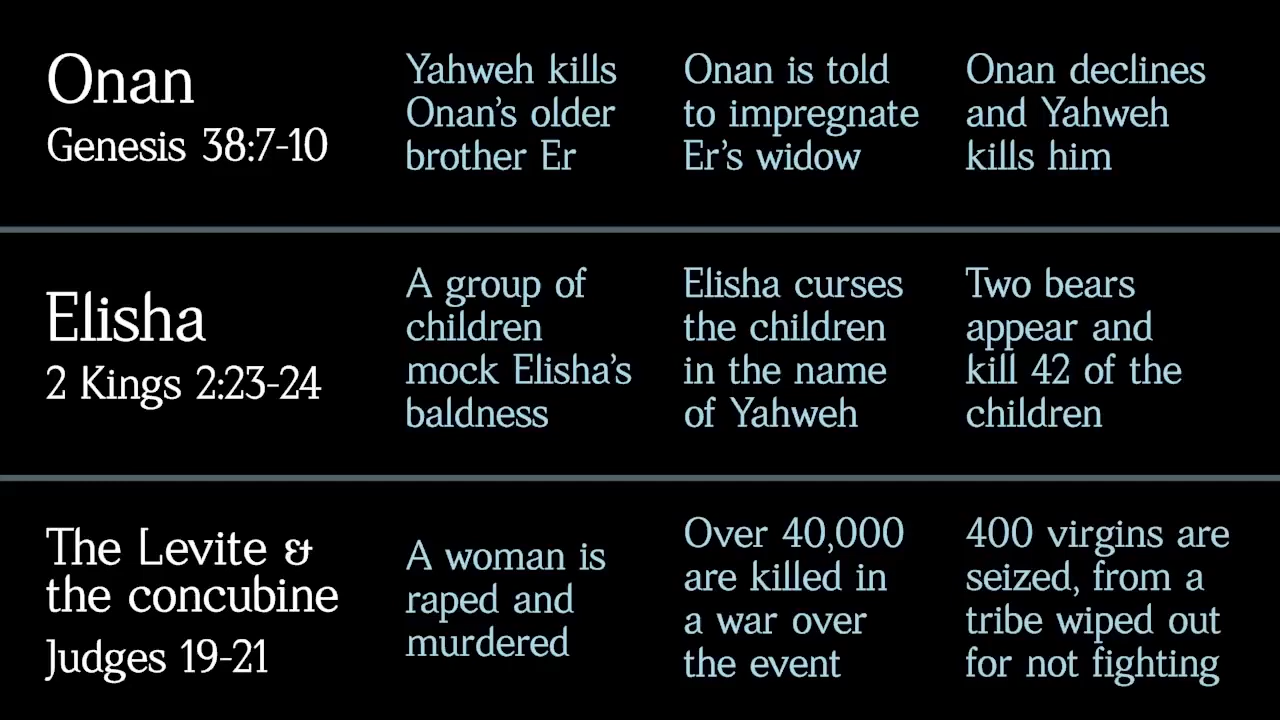 Onan
Genesis 38:7-10
Yahweh kills
Onan’s older
brother Er
Onan is told
to impregnate
Er’s widow
Onan declines
and Yahweh
kills him
Elisha
2 Kings 2:23-24
A group of
children
mock Elisha’s
baldness
Elisha curses
the children
in the name
of Yahweh
Two bears
appear and
kill 42 of the
children
The Levite &
the concubine
Judges 19-21
A woman is
raped and
murdered
Over 40,000
are killed in
a war over
the event
400 virgins are
seized, from a
tribe wiped out
for not fighting